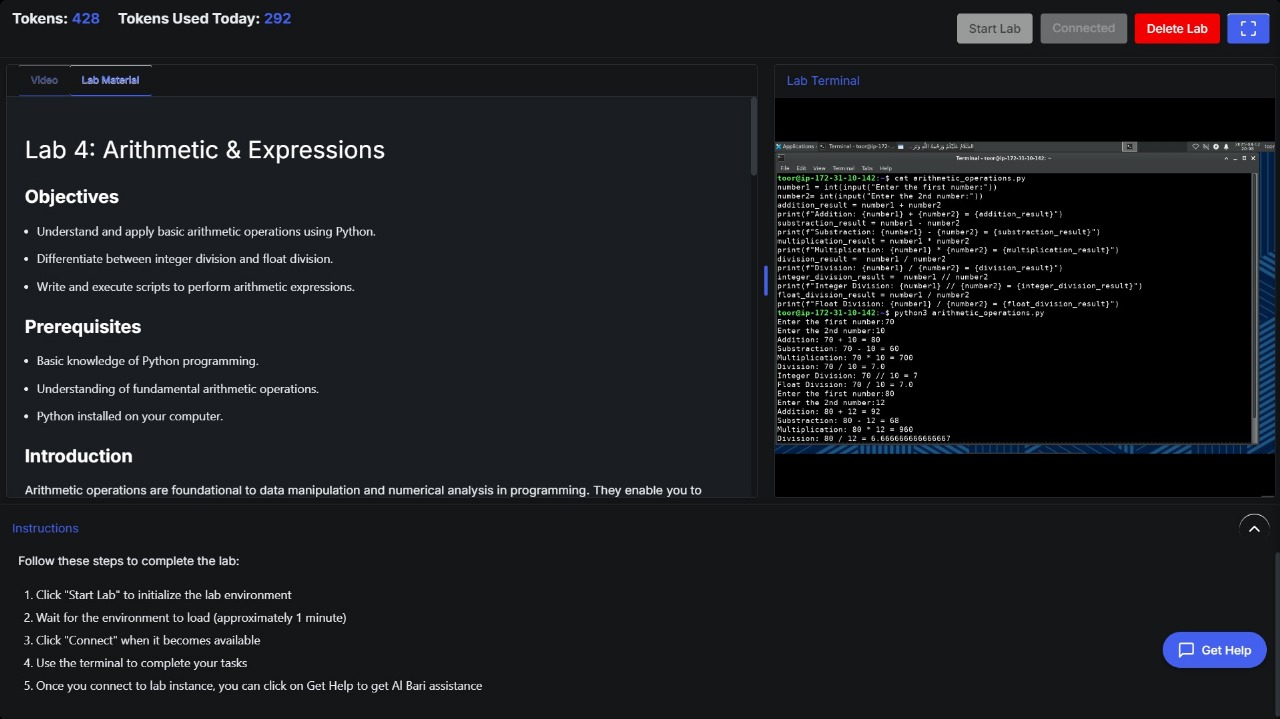 Tokens: 428 Tokens Used Today: 292
Start Lab
Connected
Delete Lab
Video
Lab Material
Lab 4: Arithmetic & Expressions
Objectives
• Understand and apply basic arithmetic operations using Python.
• Differentiate between integer division and float division.
• Write and execute scripts to perform arithmetic expressions.
Prerequisites
• Basic knowledge of Python programming.
• Understanding of fundamental arithmetic operations.
• Python installed on your computer.
Introduction
Arithmetic operations are foundational to data manipulation and numerical analysis in programming. They enable you to
Lab Terminal
Applications
Terminal - toor@ip-172-...
Terminal - toor@ip-172-31-10-142: ~
File Edit View Terminal Tabs Help
toor@ip-172-31-10-142:~$ cat arithmetic_operations.py
number1 = int(input("Enter the first number:"))
number2= int(input("Enter the 2nd number:"))
addition_result = number1 + number2
print(f"Addition: {number1} + {number2} = {addition_result}")
substraction_result = number1 - number2
print(f"Substraction: {number1} - {number2} = {substraction_result}")
multiplication_result = number1 * number2
print(f"Multiplication: {number1} * {number2} = {multiplication_result}")
division_result =  number1 / number2
print(f"Division: {number1} / {number2} = {division_result}")
integer_division_result =  number1 // number2
print(f"Integer Division: {number1} // {number2} = {integer_division_result}")
float_division_result = number1 / number2
print(f"Float Division: {number1} / {number2} = {float_division_result}")
toor@ip-172-31-10-142:~$ python3 arithmetic_operations.py
Enter the first number:70
Enter the 2nd number:10
Addition: 70 + 10 = 80
Substraction: 70 - 10 = 60
Multiplication: 70 * 10 = 700
Division: 70 / 10 = 7.0
Integer Division: 70 // 10 = 7
Float Division: 70 / 10 = 7.0
Enter the first number:80
Enter the 2nd number:12
Addition: 80 + 12 = 92
Substraction: 80 - 12 = 68
Multiplication: 80 * 12 = 960
Division: 80 / 12 = 6.666666666666667
Instructions
Follow these steps to complete the lab:
1. Click "Start Lab" to initialize the lab environment
2. Wait for the environment to load (approximately 1 minute)
3. Click "Connect" when it becomes available
4. Use the terminal to complete your tasks
5. Once you connect to lab instance, you can click on Get Help to get Al Bari assistance
Get Help